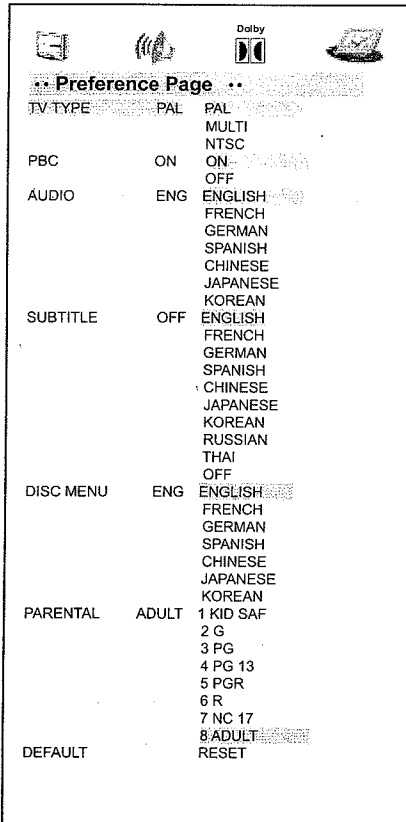 Dolby
·· Preference Page ··
TV TYPE PAL PAL
MULTI
NTSC
PBC ON ON
OFF
AUDIO ENG ENGLISH
FRENCH
GERMAN
SPANISH
CHINESE
JAPANESE
KOREAN
SUBTITLE OFF ENGLISH
FRENCH
GERMAN
SPANISH
CHINESE
JAPANESE
KOREAN
RUSSIAN
THAI
OFF
DISC MENU ENG ENGLISH
FRENCH
GERMAN
SPANISH
CHINESE
JAPANESE
KOREAN
PARENTAL ADULT 1 KID SAF
2 G
3 PG
4 PG 13
5 PGR
6 R
7 NC 17
8 ADULT
DEFAULT RESET